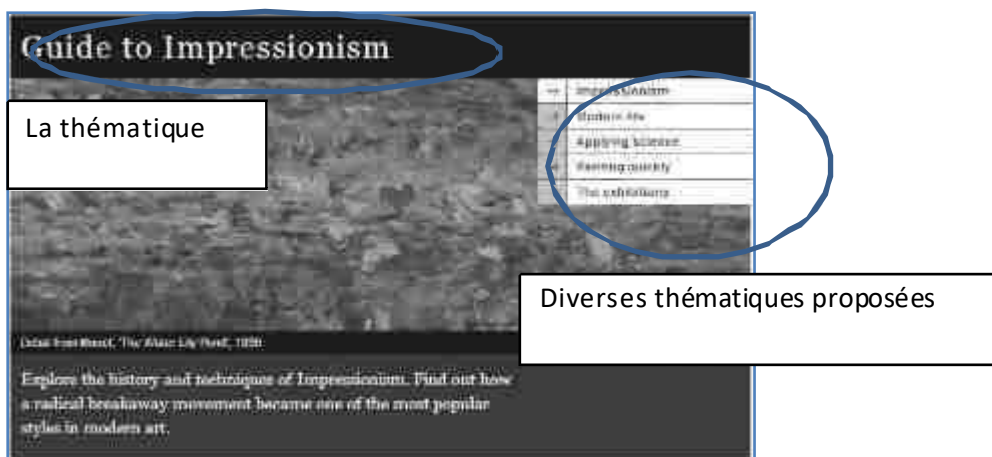 Guide to Impressionism
Impressionism
La thématique
Modern life
Applying Science
Painting quickly
The exhibitions
Diverses thématiques proposées
Detail from Monet, 'The Water-Lily Pond', 1899
Explore the history and techniques of Impressionism. Find out how
a radical breakaway movement became one of the most popular
styles in modern art.